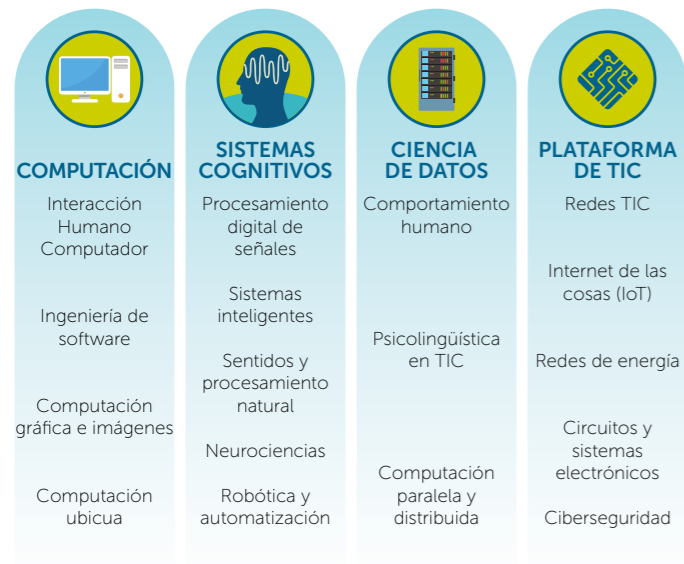 COMPUTACIÓN
Interacción
Humano
Computador
Ingeniería de
software
Computación
gráfica e imágenes
Computación
ubicua
SISTEMAS
COGNITIVOS
Procesamiento
digital de
señales
Sistemas
inteligentes
Sentidos y
procesamiento
natural
Neurociencias
Robótica y
automatización
CIENCIA
DE DATOS
Comportamiento
humano
Psicolingüística
en TIC
Computación
paralela y
distribuida
PLATAFORMA
DE TIC
Redes TIC
Internet de las
cosas (IoT)
Redes de energía
Circuitos y
sistemas
electrónicos
Ciberseguridad